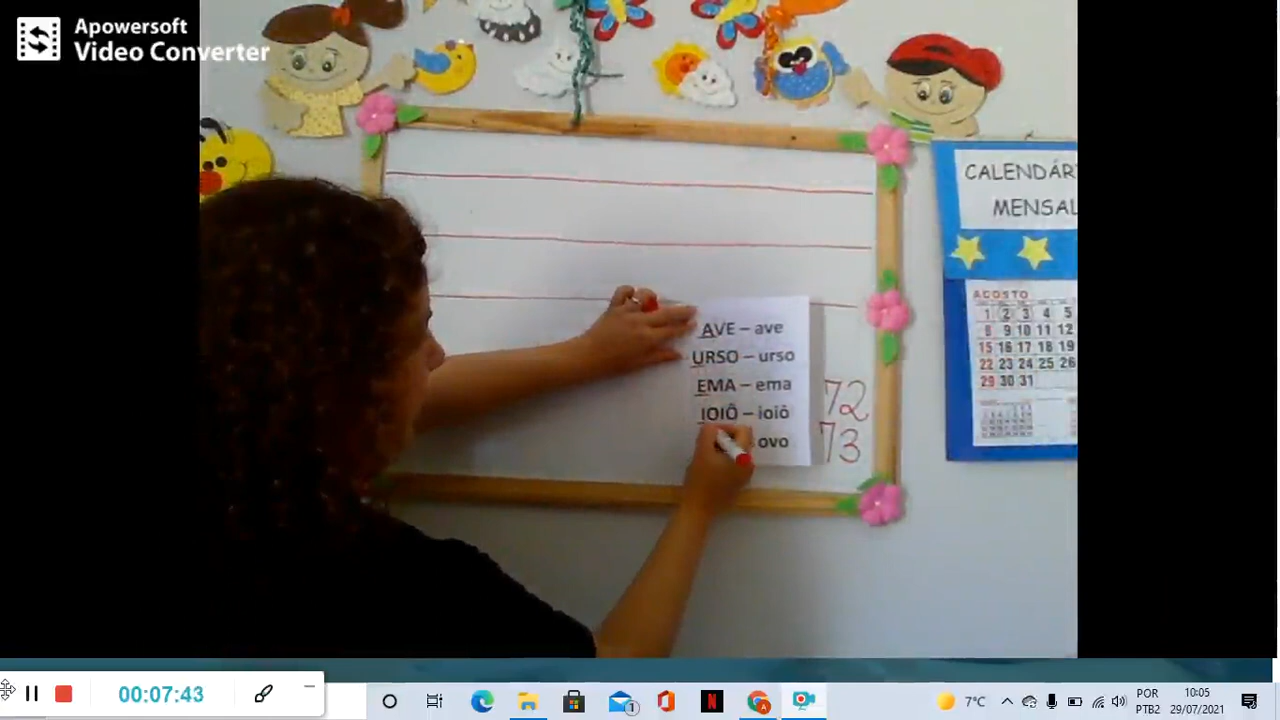 Apowersoft
Video Converter
CALENDÁR
MENSAL
AGOSTO
1 2 3 4 5
8 9 10 11 12
15 16 17 18 19
22 23 24 25 26
29 30 31
AVE – ave
URSO – urso
EMA – ema
IOIÔ – ioiô
ovo
72
73
00:07:43
1
A
7°C
POR
PTB2
10:05
29/07/2021